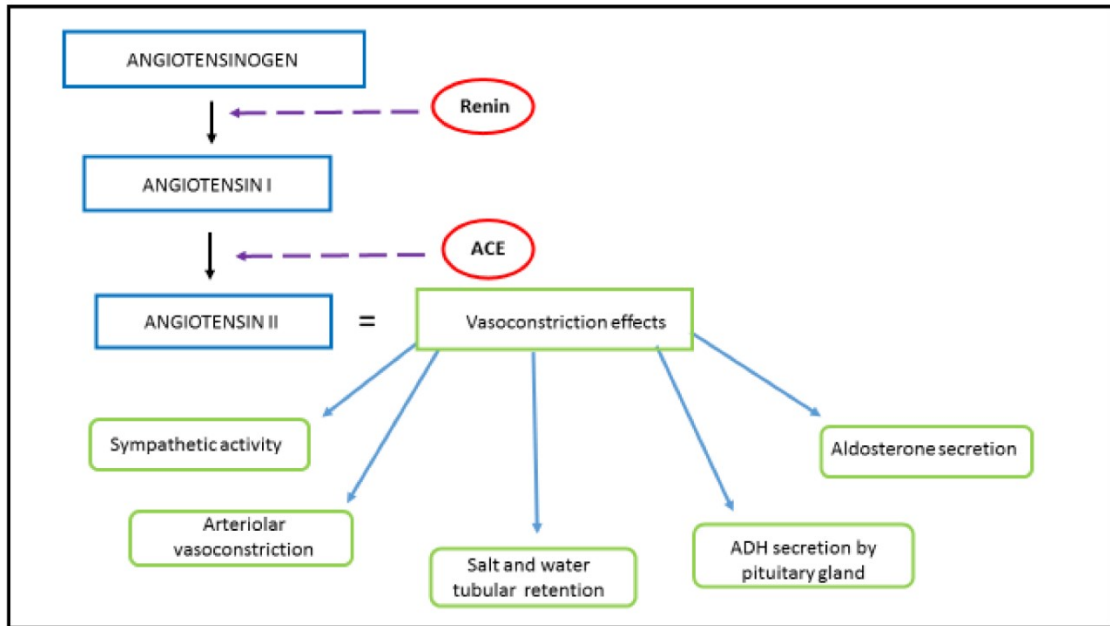 ANGIOTENSINOGEN
Renin
ANGIOTENSIN I
ACE
ANGIOTENSIN II
=
Vasoconstriction effects
Sympathetic activity
Aldosterone secretion
Arteriolar
vasoconstriction
ADH secretion by
pituitary gland
Salt and water
tubular retention